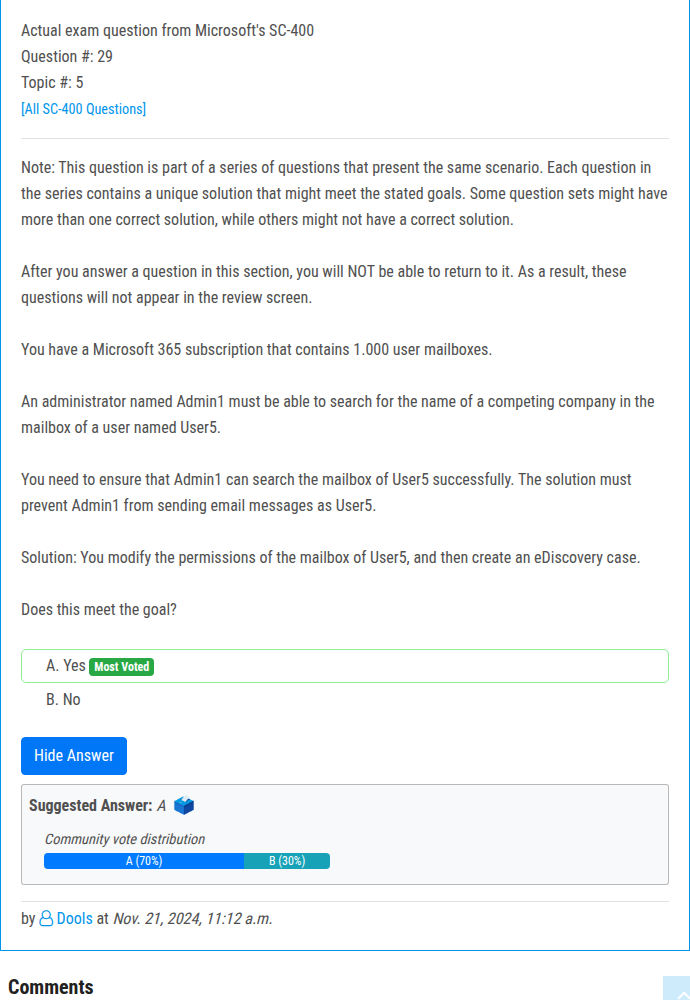 Actual exam question from Microsoft's SC-400
Question #: 29
Topic #: 5
[All SC-400 Questions]
Note: This question is part of a series of questions that present the same scenario. Each question in
the series contains a unique solution that might meet the stated goals. Some question sets might have
more than one correct solution, while others might not have a correct solution.
After you answer a question in this section, you will NOT be able to return to it. As a result, these
questions will not appear in the review screen.
You have a Microsoft 365 subscription that contains 1.000 user mailboxes.
An administrator named Admin1 must be able to search for the name of a competing company in the
mailbox of a user named User5.
You need to ensure that Admin1 can search the mailbox of User5 successfully. The solution must
prevent Admin1 from sending email messages as User5.
Solution: You modify the permissions of the mailbox of User5, and then create an eDiscovery case.
Does this meet the goal?
A. Yes Most Voted
B. No
Hide Answer
Suggested Answer: A
Community vote distribution
A (70%) B (30%)
by Dools at Nov. 21, 2024, 11:12 a.m.
Comments